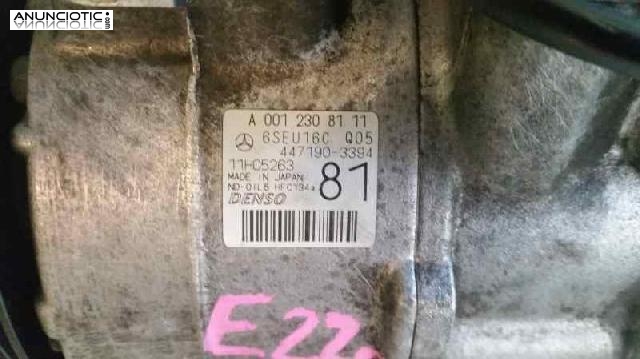 ANUNCIOTIC
.com
A 001 230 81 11
6SEU16C Q05
447190-3394
11HC5263
MADE IN JAPAN
ND-OIL8 HFC134a
81
DENSO
E22.